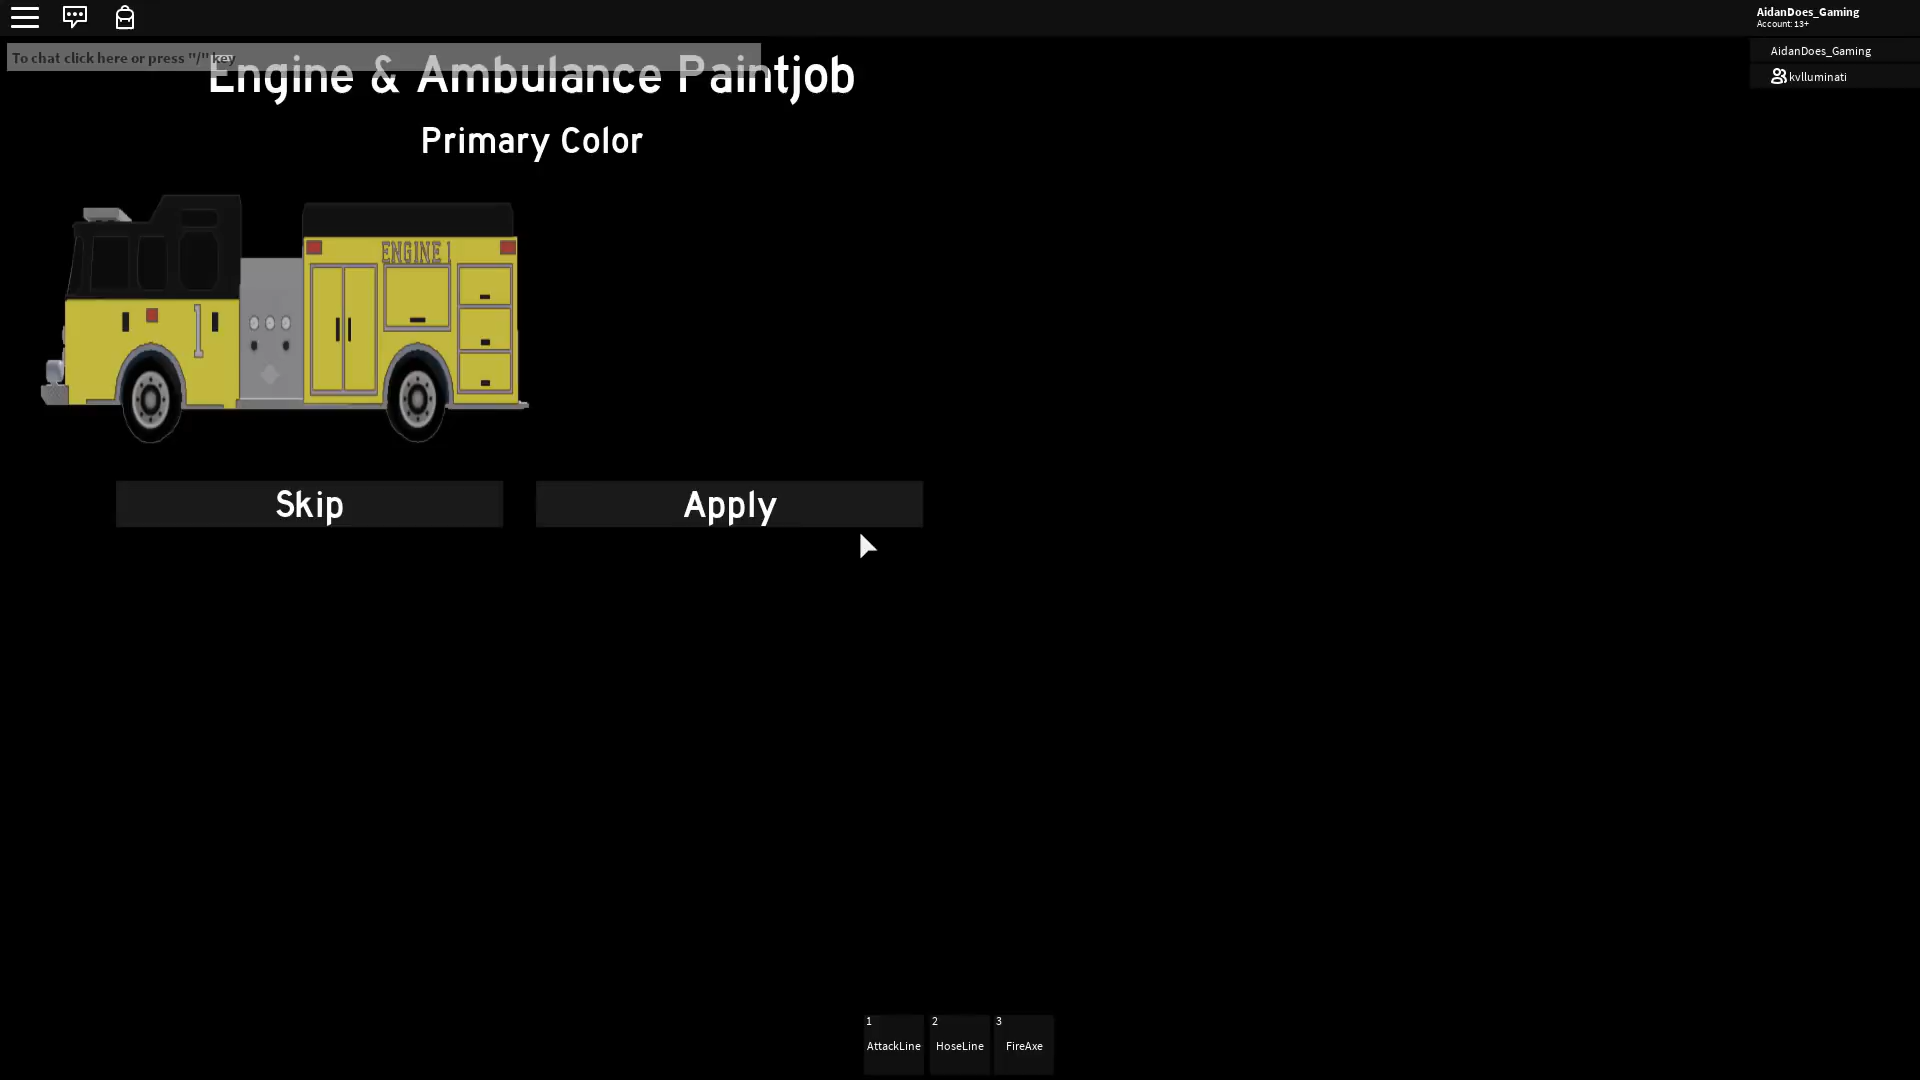 AidanDoes_Gaming
Account: 13+
To chat click here or press "/" key
AidanDoes_Gaming
kvlluminati
Engine & Ambulance Paintjob
Primary Color
ENGINE 1
1
Skip
Apply
1
2
3
AttackLine
HoseLine
FireAxe